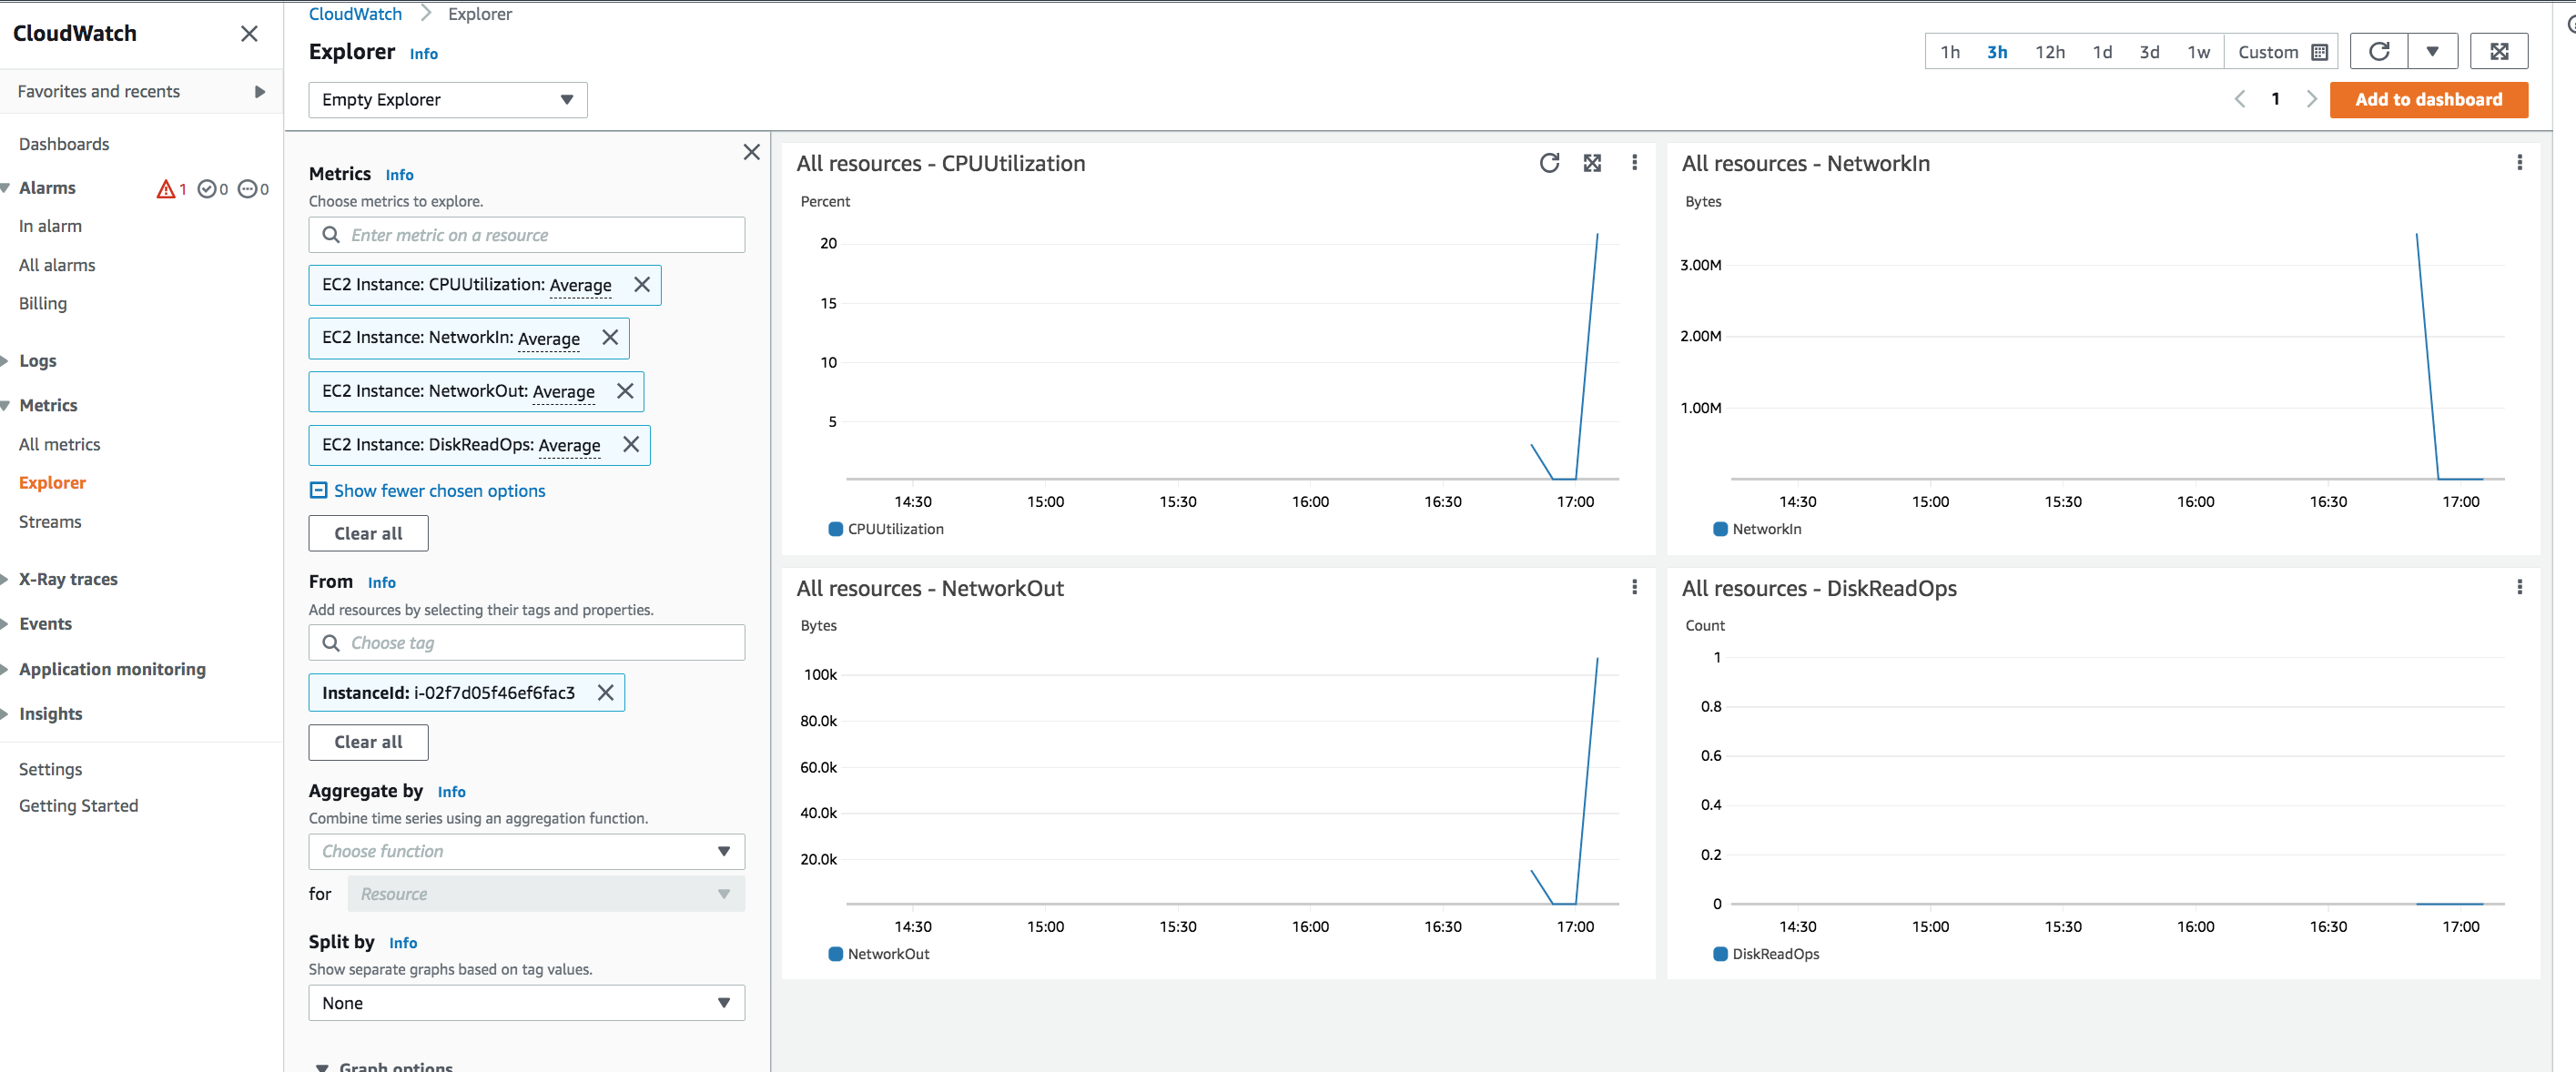 CloudWatch
Favorites and recents
Dashboards
Alarms 1 0 0
In alarm
All alarms
Billing
Logs
Metrics
All metrics
Explorer
Streams
X-Ray traces
Events
Application monitoring
Insights
Settings
Getting Started
CloudWatch > Explorer
Explorer Info
Empty Explorer
1h 3h 12h 1d 3d 1w Custom
1
Add to dashboard
Metrics Info
Choose metrics to explore.
Enter metric on a resource
EC2 Instance: CPUUtilization: Average
EC2 Instance: NetworkIn: Average
EC2 Instance: NetworkOut: Average
EC2 Instance: DiskReadOps: Average
Show fewer chosen options
Clear all
From Info
Add resources by selecting their tags and properties.
Choose tag
InstanceId: i-02f7d05f46ef6fac3
Clear all
Aggregate by Info
Combine time series using an aggregation function.
Choose function
for Resource
Split by Info
Show separate graphs based on tag values.
None
Graph options
All resources - CPUUtilization
Percent
20
15
10
5
14:30 15:00 15:30 16:00 16:30 17:00
CPUUtilization
All resources - NetworkIn
Bytes
3.00M
2.00M
1.00M
14:30 15:00 15:30 16:00 16:30 17:00
NetworkIn
All resources - NetworkOut
Bytes
100k
80.0k
60.0k
40.0k
20.0k
14:30 15:00 15:30 16:00 16:30 17:00
NetworkOut
All resources - DiskReadOps
Count
1
0.8
0.6
0.4
0.2
0
14:30 15:00 15:30 16:00 16:30 17:00
DiskReadOps